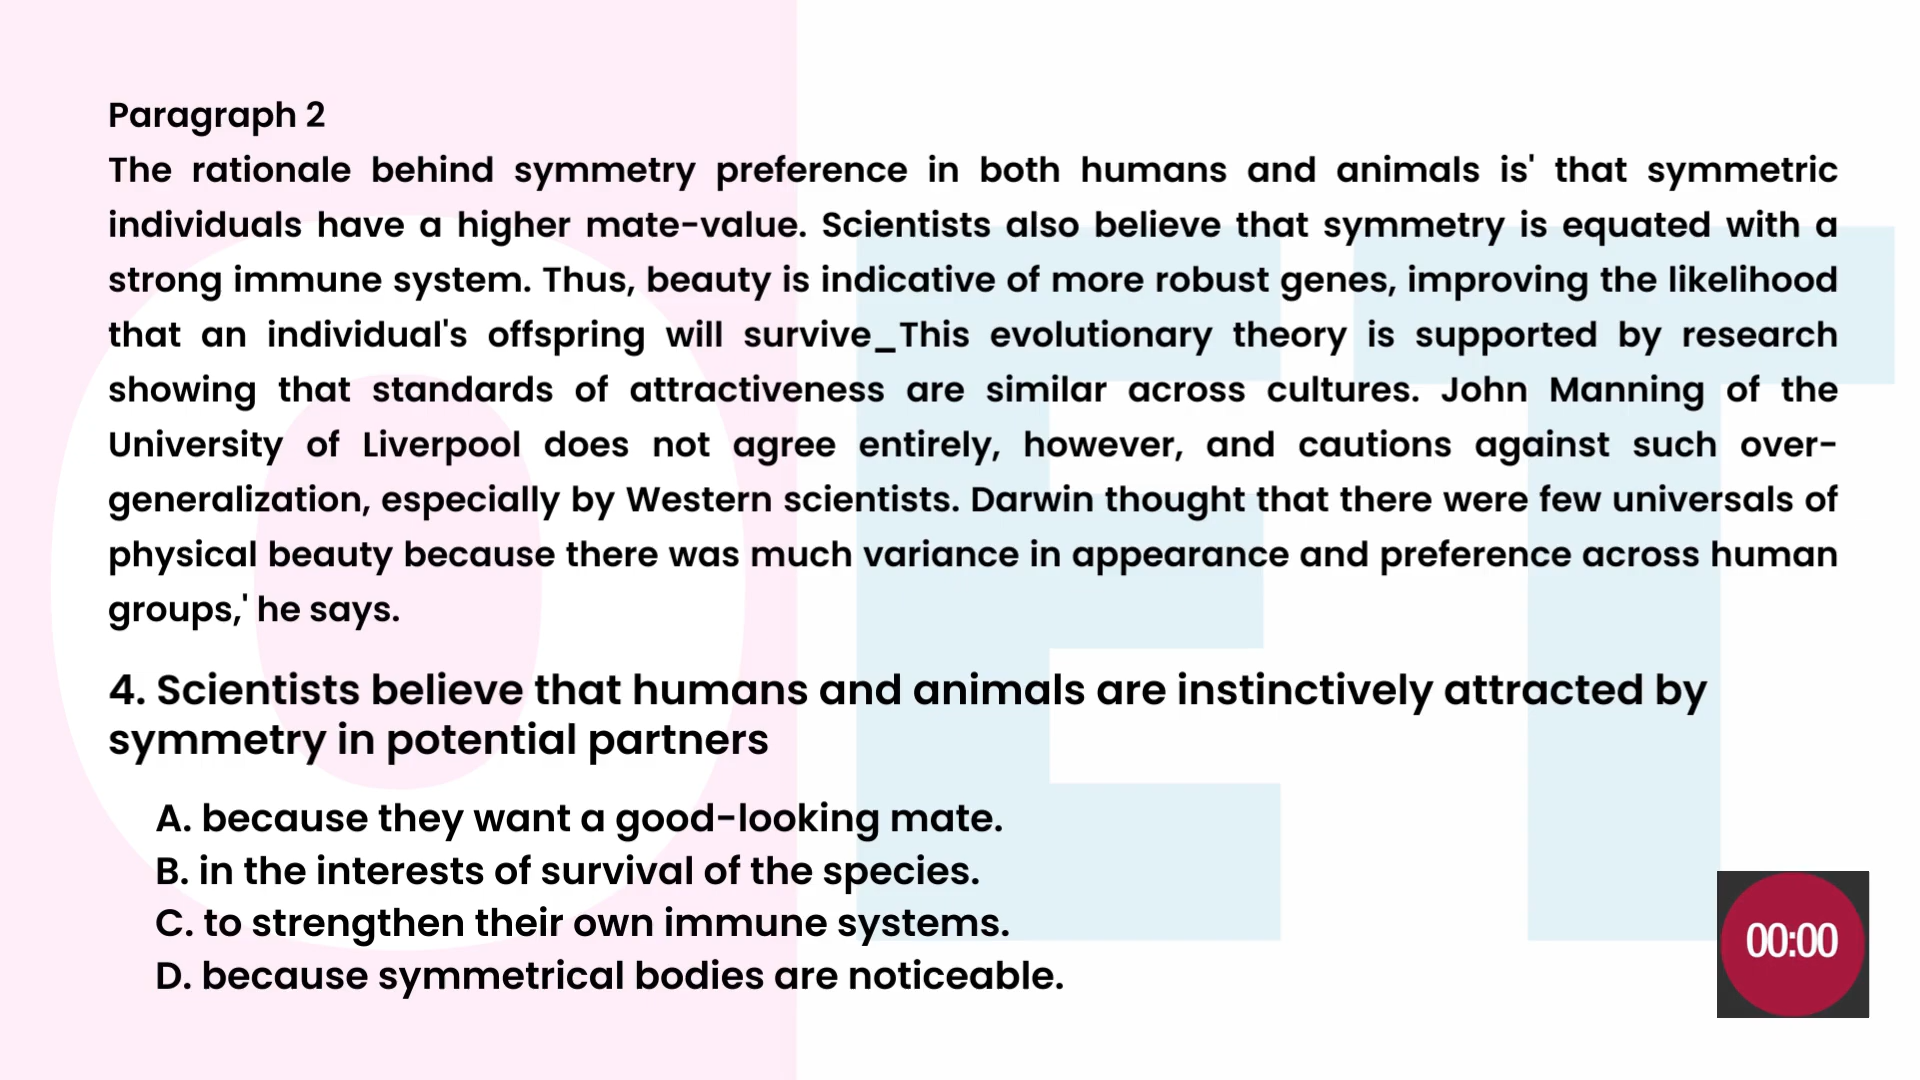 Paragraph 2
The rationale behind symmetry preference in both humans and animals is' that symmetric
individuals have a higher mate-value. Scientists also believe that symmetry is equated with a
strong immune system. Thus, beauty is indicative of more robust genes, improving the likelihood
that an individual's offspring will survive_This evolutionary theory is supported by research
showing that standards of attractiveness are similar across cultures. John Manning of the
University of Liverpool does not agree entirely, however, and cautions against such over-
generalization, especially by Western scientists. Darwin thought that there were few universals of
physical beauty because there was much variance in appearance and preference across human
groups,' he says.
4. Scientists believe that humans and animals are instinctively attracted by
symmetry in potential partners
A. because they want a good-looking mate.
B. in the interests of survival of the species.
C. to strengthen their own immune systems.
D. because symmetrical bodies are noticeable.
00:00
OET